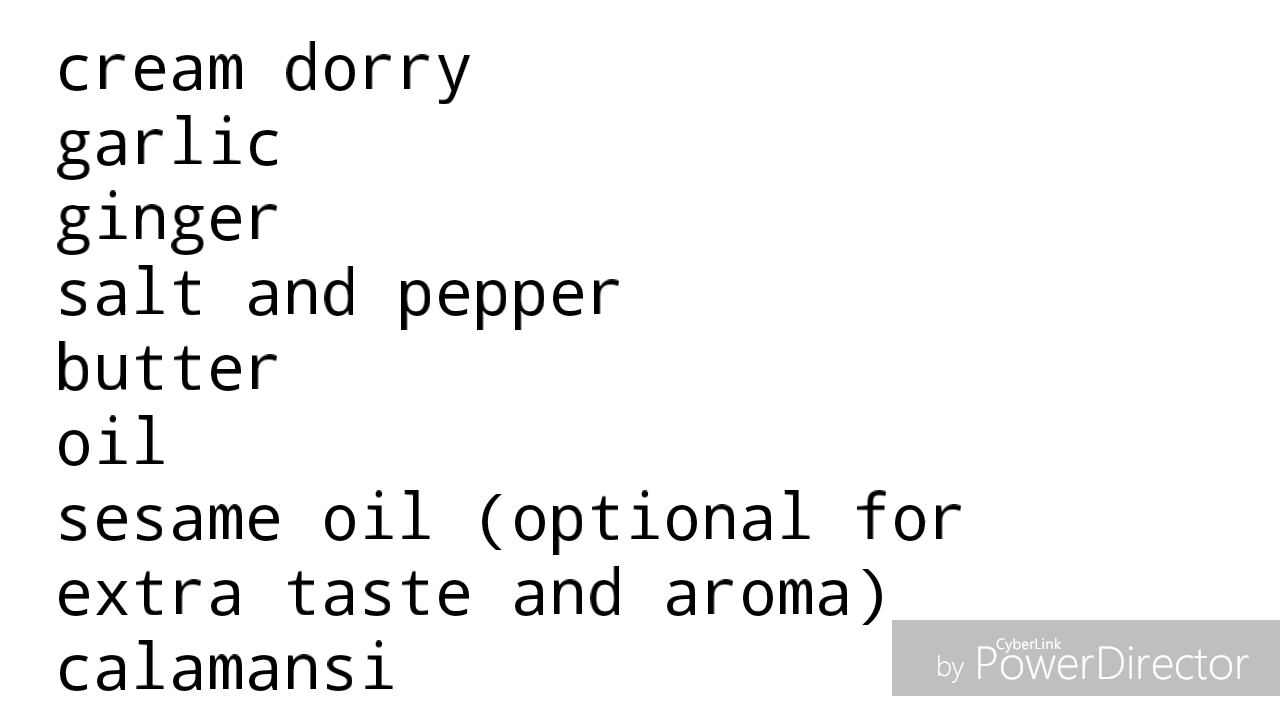 cream dorry
garlic
ginger
salt and pepper
butter
oil
sesame oil (optional for
extra taste and aroma)
calamansi
by CyberLink PowerDirector